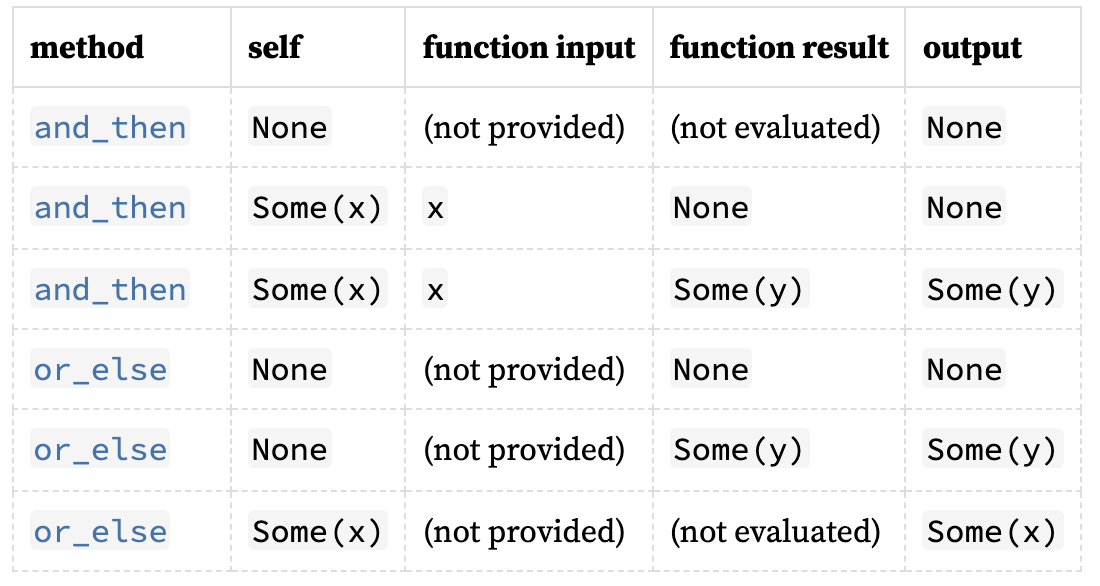 method self function input function result output
and_then None (not provided) (not evaluated) None
and_then Some(x) x None None
and_then Some(x) x Some(y) Some(y)
or_else None (not provided) None None
or_else None (not provided) Some(y) Some(y)
or_else Some(x) (not provided) (not evaluated) Some(x)